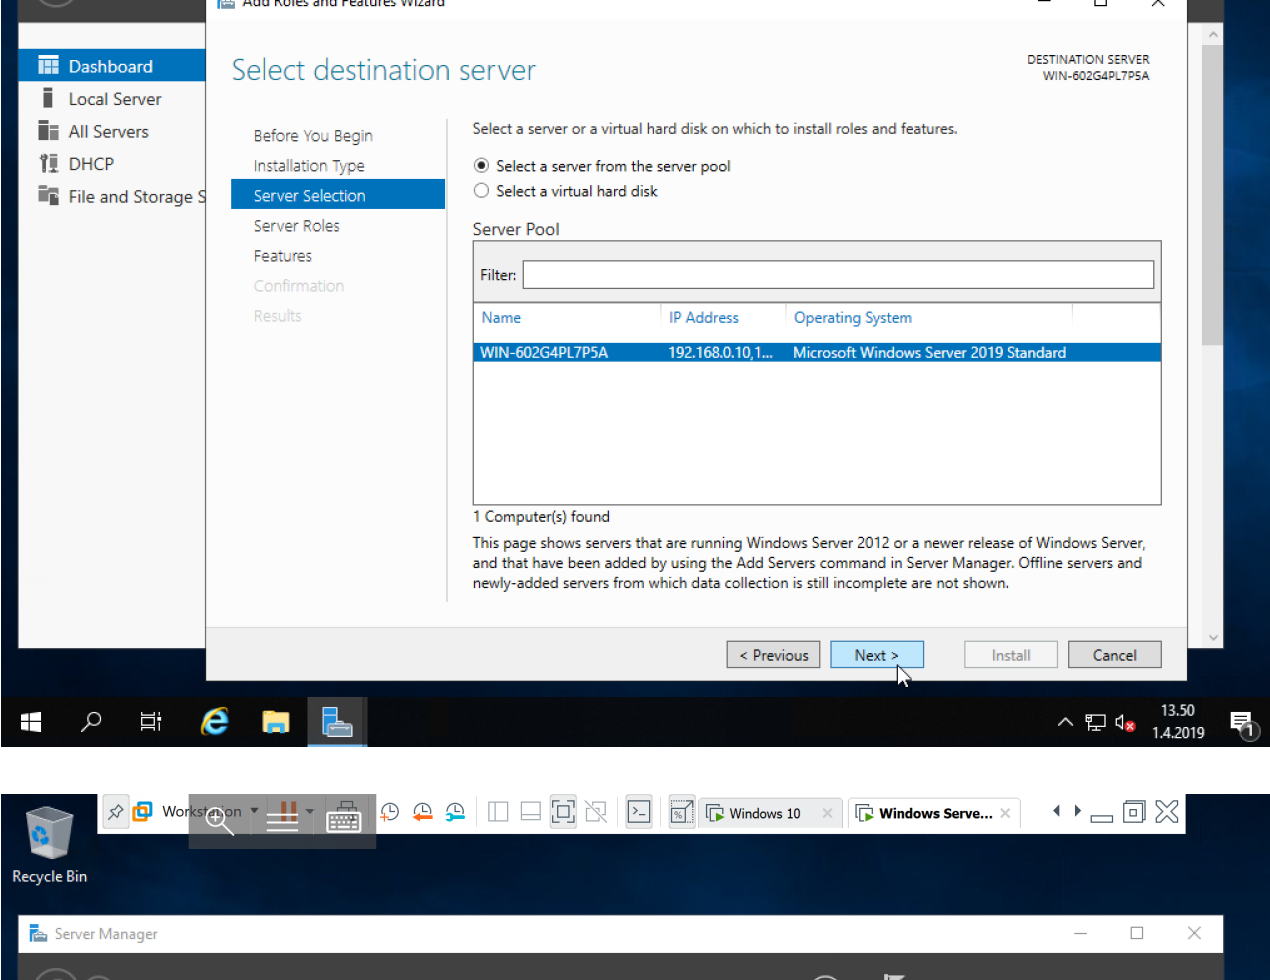 Add Roles and Features Wizard
Dashboard
Local Server
All Servers
DHCP
File and Storage S
Select destination server
DESTINATION SERVER
WIN-602G4PL7P5A
Before You Begin
Installation Type
Server Selection
Server Roles
Features
Confirmation
Results
Select a server or a virtual hard disk on which to install roles and features.
Select a server from the server pool
Select a virtual hard disk
Server Pool
Filter:
Name IP Address Operating System
WIN-602G4PL7P5A 192.168.0.10,1... Microsoft Windows Server 2019 Standard
1 Computer(s) found
This page shows servers that are running Windows Server 2012 or a newer release of Windows Server,
and that have been added by using the Add Servers command in Server Manager. Offline servers and
newly-added servers from which data collection is still incomplete are not shown.
< Previous Next > Install Cancel
13.50
1.4.2019
1
Workstation Windows 10 Windows Serve...
Recycle Bin
Server Manager